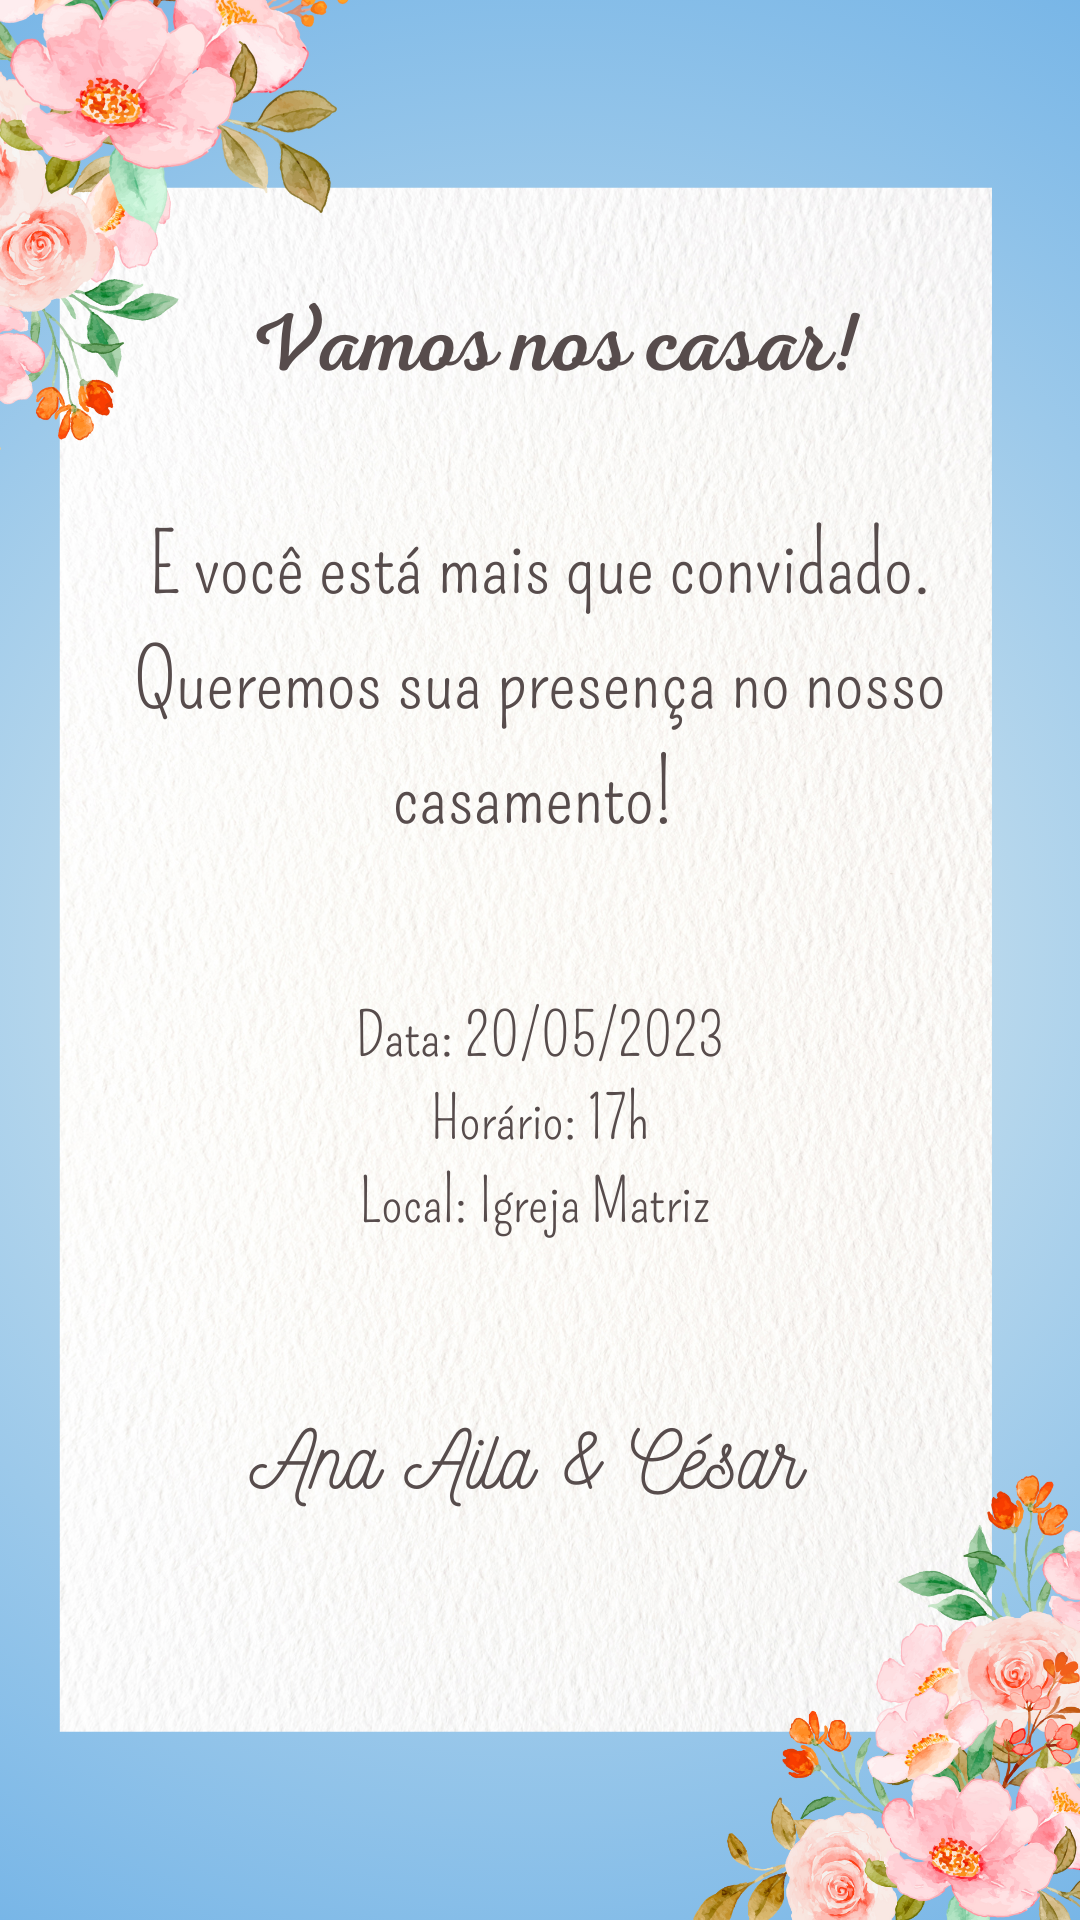 Vamos nos casar!
E você está mais que convidado.
Queremos sua presença no nosso
casamento!
Data: 20/05/2023
Horário: 17h
Local: Igreja Matriz
Ana Aila & César